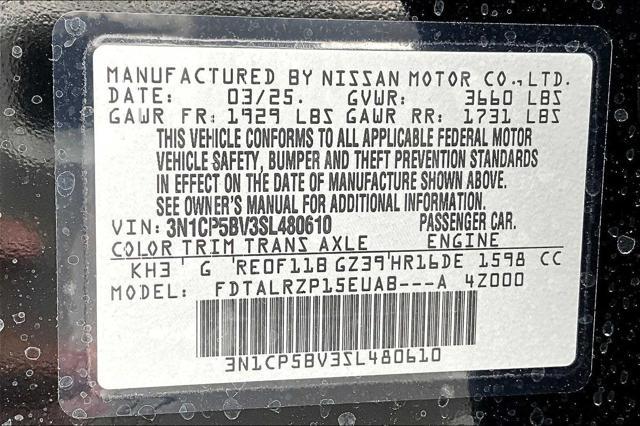 MANUFACTURED BY NISSAN MOTOR CO.,LTD.
DATE: 03/25. GVWR: 3660 LBS
GAWR FR: 1929 LBS GAWR RR: 1731 LBS
THIS VEHICLE CONFORMS TO ALL APPLICABLE FEDERAL MOTOR
VEHICLE SAFETY, BUMPER AND THEFT PREVENTION STANDARDS
IN EFFECT ON THE DATE OF MANUFACTURE SHOWN ABOVE.
SEE OWNER'S MANUAL FOR ADDITIONAL INFORMATION.
VIN: 3N1CP5BV3SL480610 PASSENGER CAR.
COLOR TRIM TRANS AXLE ENGINE
KH3 G RE0F11B GZ39 HR16DE 1598 CC
MODEL: FDTALRZP15EUA8---A 4Z000
3N1CP5BV3SL480610